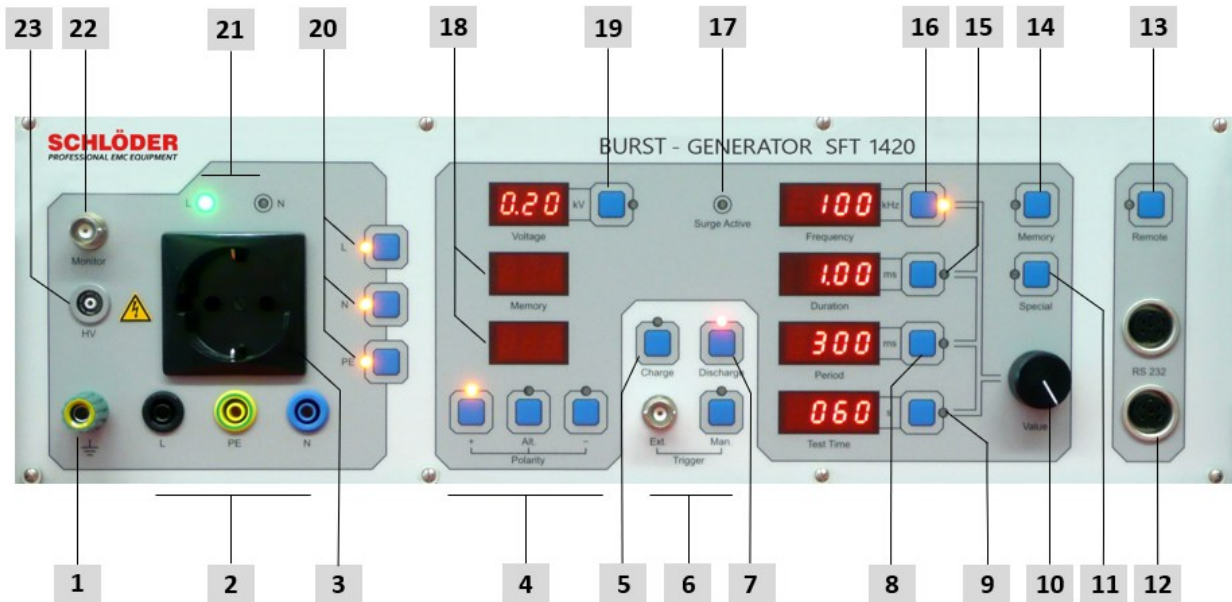 23 22 21 20 18 19 17 16 15 14 13
SCHLÖDER
PROFESSIONAL EMC EQUIPMENT
BURST - GENERATOR SFT 1420
L N
Monitor
HV
L
N
PE
L PE N
0.20 kV
Voltage
Memory
+ Alt. −
Polarity
Surge Active
Charge Discharge
Ext. Man.
Trigger
100 kHz
Frequency
1.00 ms
Duration
300 ms
Period
060 s
Test Time
Memory
Special
Value
Remote
RS 232
1 2 3 4 5 6 7 8 9 10 11 12